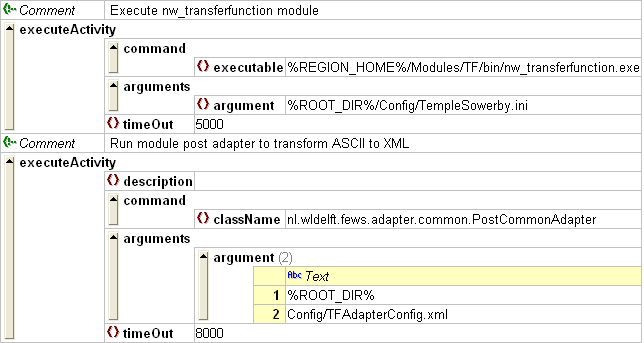 Comment Execute nw_transferfunction module
executeActivity
command
executable %REGION_HOME%/Modules/TF/bin/nw_transferfunction.exe
arguments
argument %ROOT_DIR%/Config/TempleSowerby.ini
timeOut 5000
Comment Run module post adapter to transform ASCII to XML
executeActivity
description
command
className nl.wldelft.fews.adapter.common.PostCommonAdapter
arguments
argument (2)
Abc Text
1 %ROOT_DIR%
2 Config/TFAdapterConfig.xml
timeOut 8000